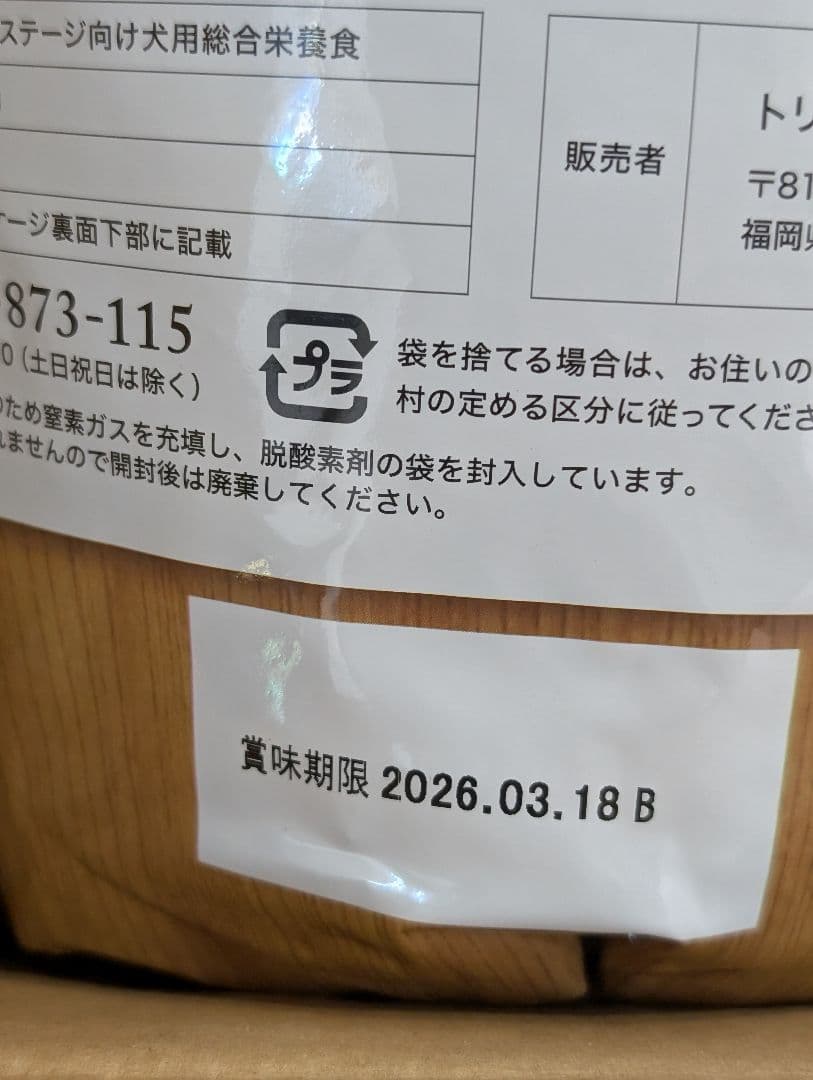 ステージ向け犬用総合栄養食
ージ裏面下部に記載
販売者
トリ
〒81
福岡県
-873-115
0（土日祝日は除く）
プラ
袋を捨てる場合は、お住いの
村の定める区分に従ってくださ
のため窒素ガスを充填し、脱酸素剤の袋を封入しています。
れませんので開封後は廃棄してください。
賞味期限 2026.03.18 B